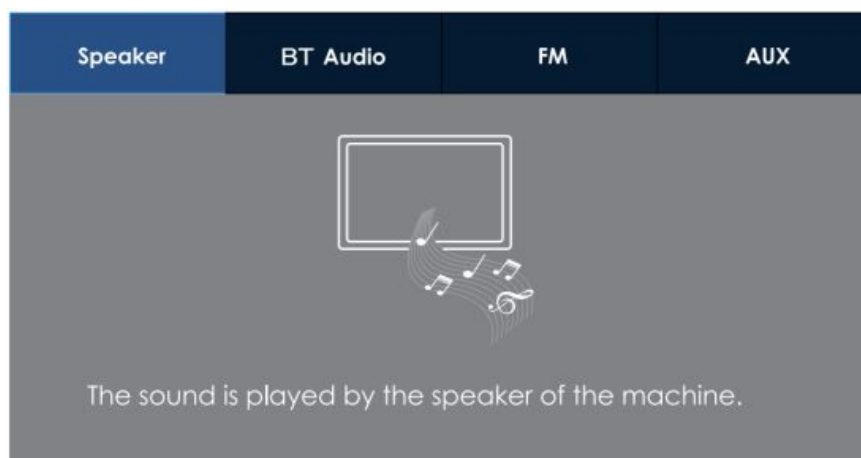 Speaker BT Audio FM AUX
The sound is played by the speaker of the machine.